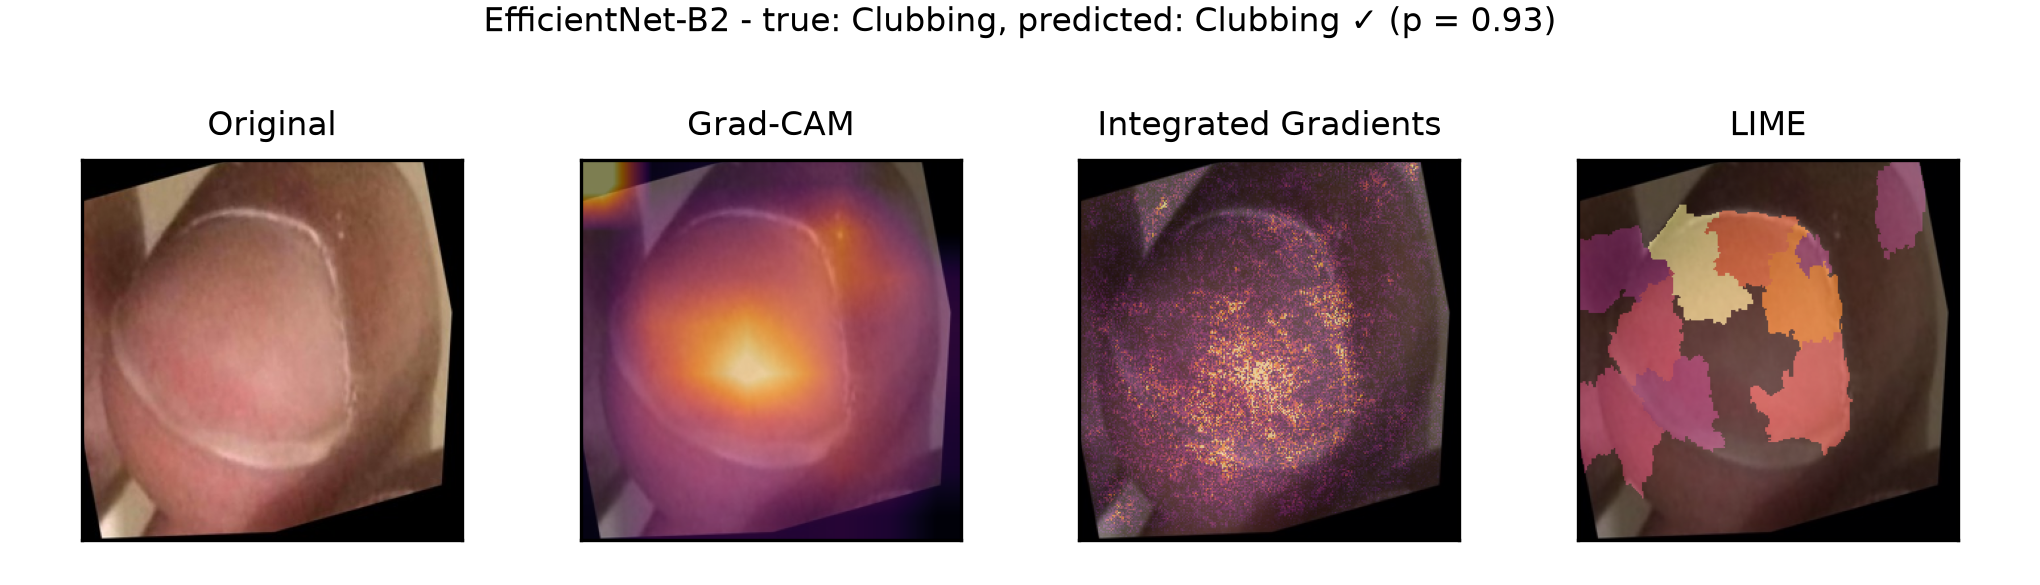 EfficientNet-B2 - true: Clubbing, predicted: Clubbing ✓ (p = 0.93)
Original
Grad-CAM
Integrated Gradients
LIME